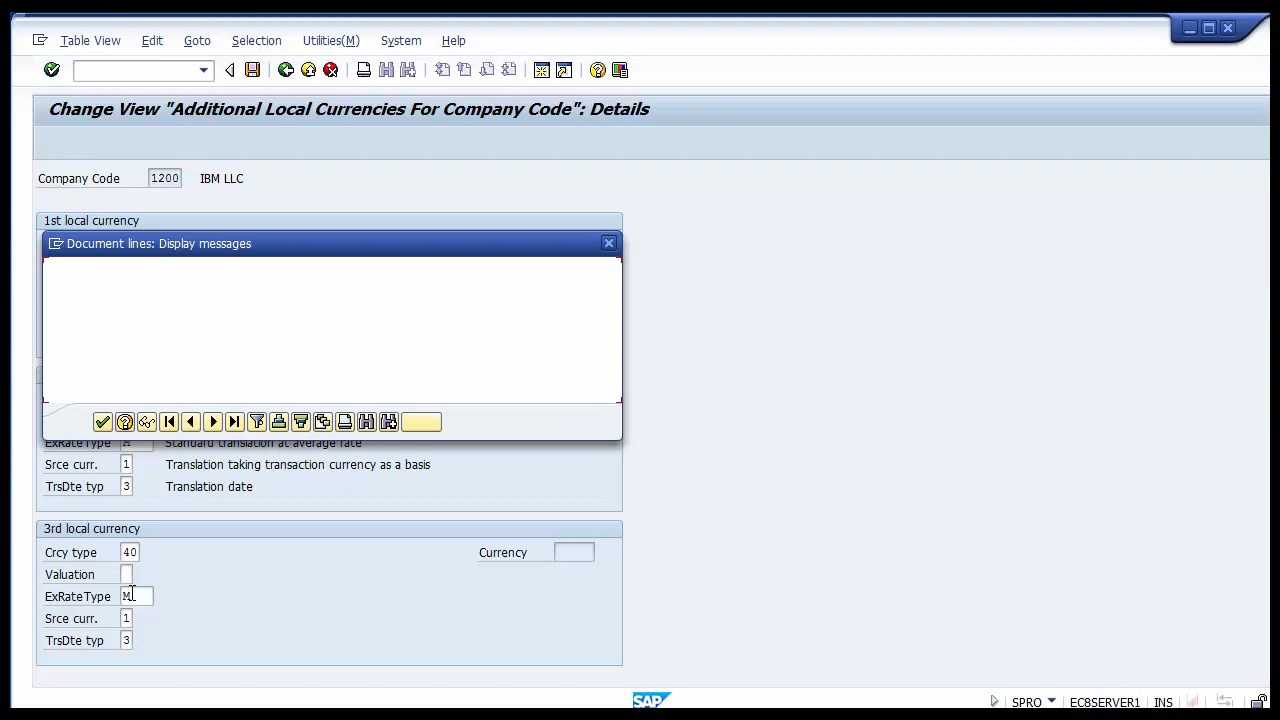 Table View Edit Goto Selection Utilities(M) System Help
Change View "Additional Local Currencies For Company Code": Details
Company Code 1200 IBM LLC
1st local currency
Document lines: Display messages
ExRateType M Standard translation at average rate
Srce curr. 1 Translation taking transaction currency as a basis
TrsDte typ 3 Translation date
3rd local currency
Crcy type 40 Currency
Valuation
ExRateType M
Srce curr. 1
TrsDte typ 3
SAP SPRO EC8SERVER1 INS